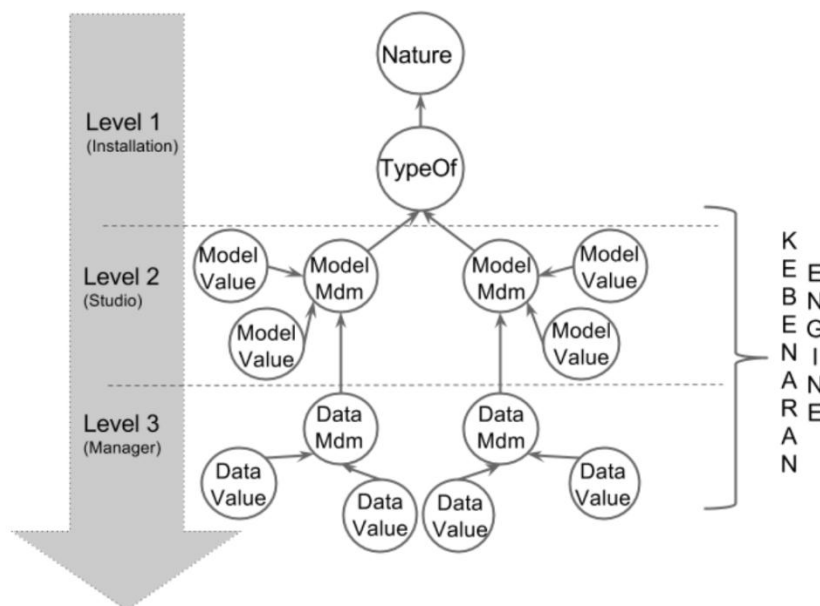 Nature
Level 1
(Installation)
TypeOf
Level 2
(Studio)
Model
Value
Model
Mdm
Model
Value
Model
Mdm
Model
Value
Model
Value
Level 3
(Manager)
Data
Mdm
Data
Value
Data
Value
Data
Mdm
Data
Value
Data
Value
KEBENARAN
ENGINE